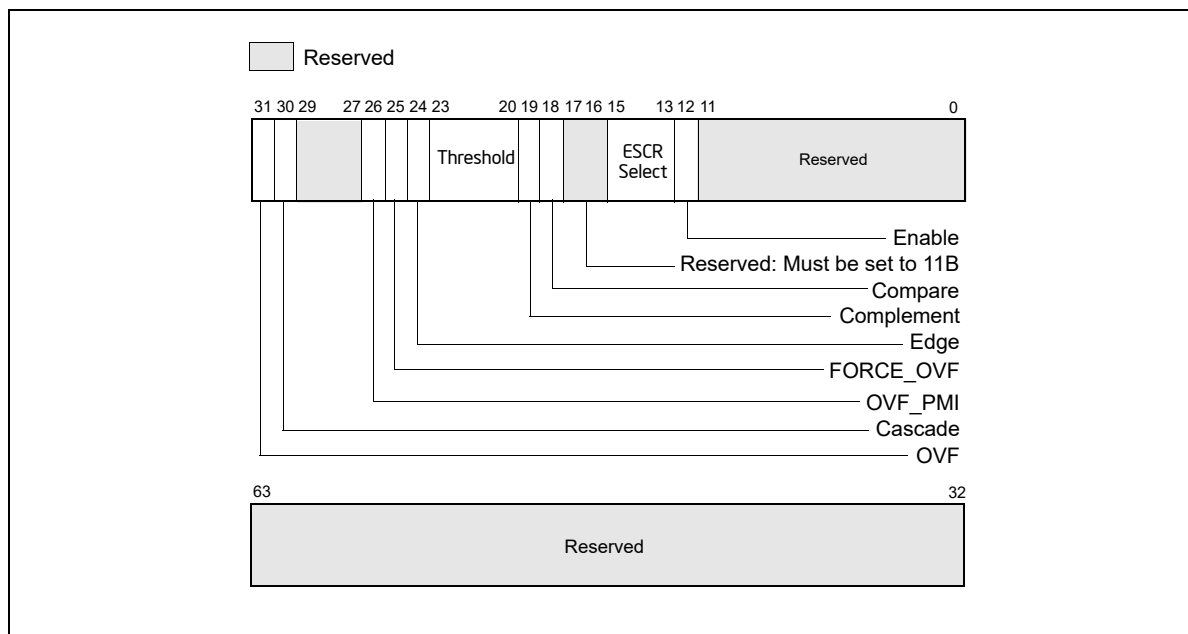 Reserved
31 30 29 27 26 25 24 23 20 19 18 17 16 15 13 12 11 0
Threshold
ESCR
Select
Reserved
Enable
Reserved: Must be set to 11B
Compare
Complement
Edge
FORCE_OVF
OVF_PMI
Cascade
OVF
63 32
Reserved